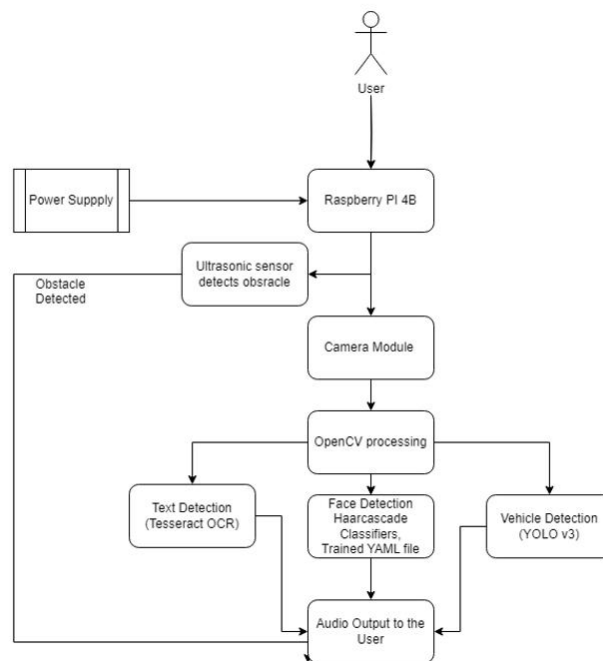 User
Power Suppply
Raspberry PI 4B
Ultrasonic sensor
detects obsracle
Obstacle
Detected
Camera Module
OpenCV processing
Text Detection
(Tesseract OCR)
Face Detection
Haarcascade
Classifiers,
Trained YAML file
Vehicle Detection
(YOLO v3)
Audio Output to the
User